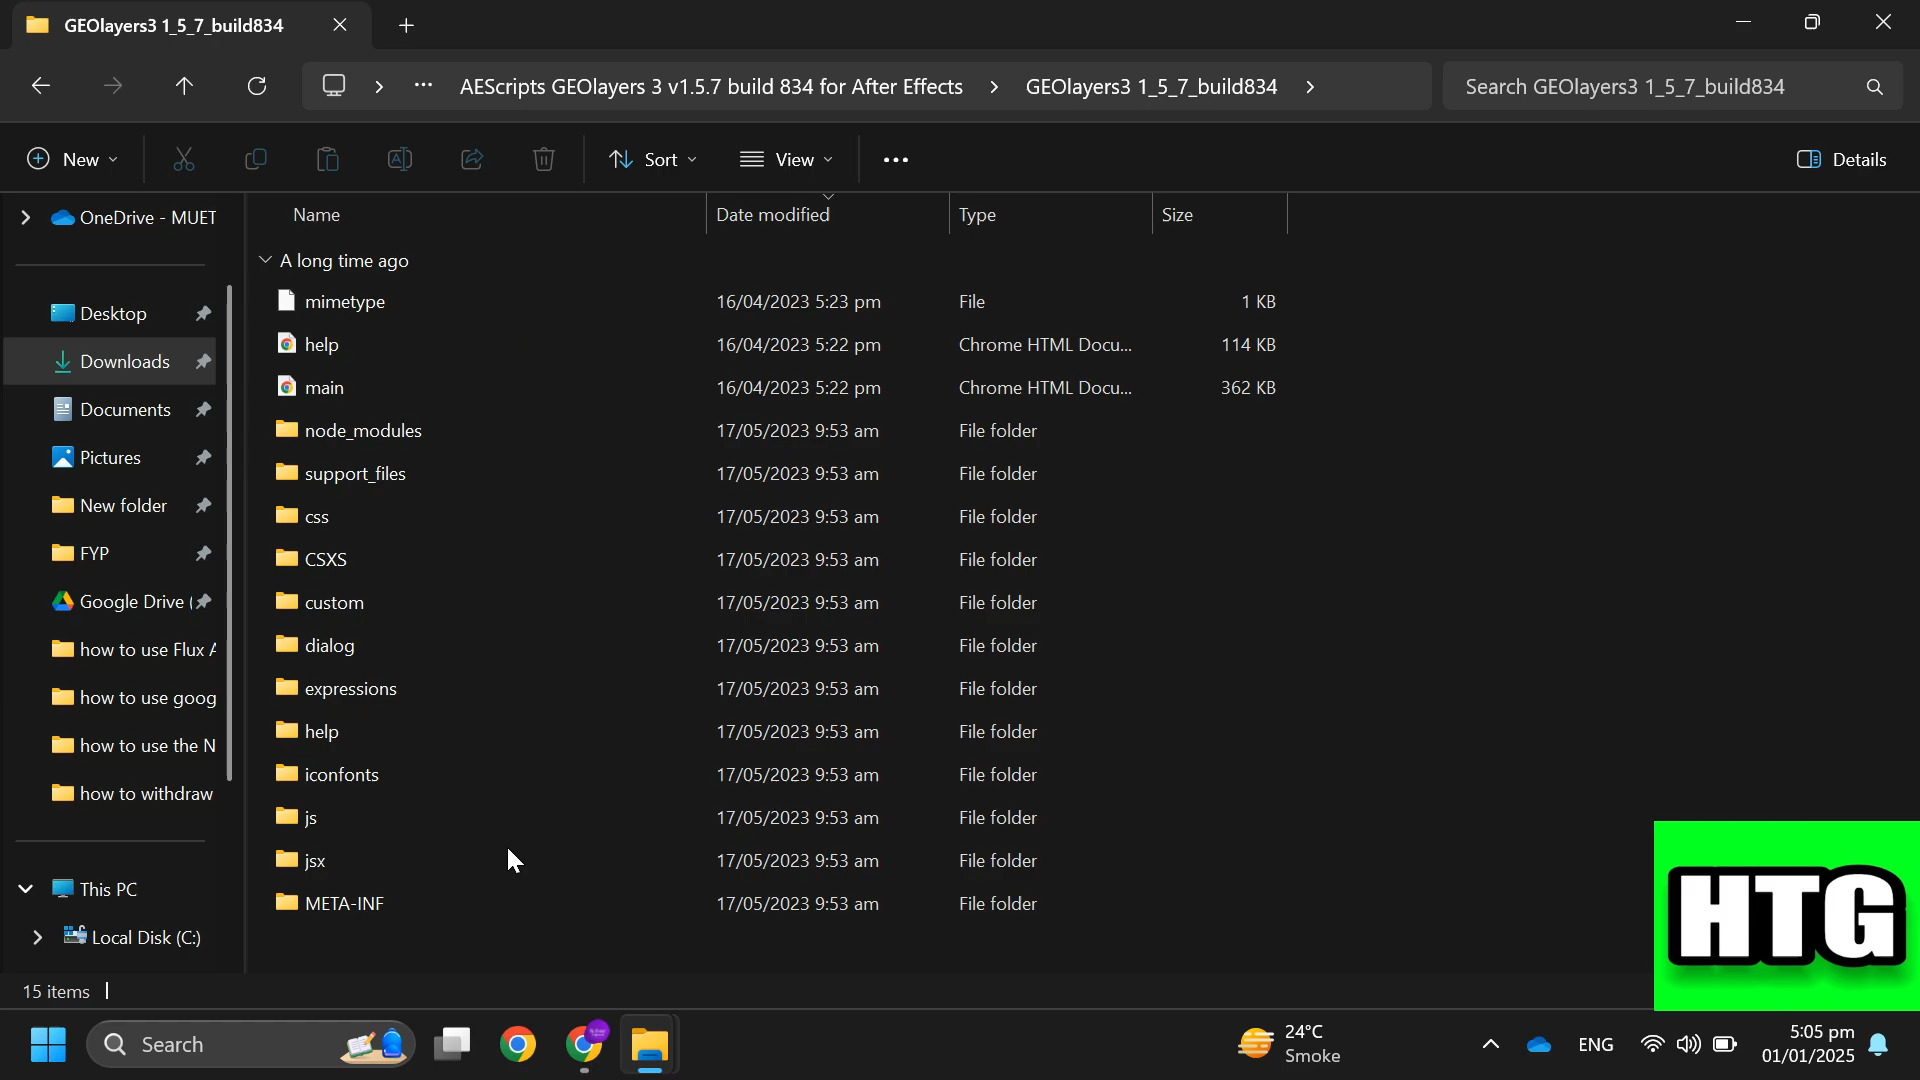 GEOlayers3 1_5_7_build834
AEScripts GEOlayers 3 v1.5.7 build 834 for After Effects
GEOlayers3 1_5_7_build834
Search GEOlayers3 1_5_7_build834
New
Sort
View
Details
OneDrive - MUET
Desktop
Downloads
Documents
Pictures
New folder
FYP
Google Drive (
how to use Flux A
how to use goog
how to use the N
how to withdraw
This PC
Local Disk (C:)
Name Date modified Type Size
A long time ago
mimetype 16/04/2023 5:23 pm File 1 KB
help 16/04/2023 5:22 pm Chrome HTML Docu... 114 KB
main 16/04/2023 5:22 pm Chrome HTML Docu... 362 KB
node_modules 17/05/2023 9:53 am File folder
support_files 17/05/2023 9:53 am File folder
css 17/05/2023 9:53 am File folder
CSXS 17/05/2023 9:53 am File folder
custom 17/05/2023 9:53 am File folder
dialog 17/05/2023 9:53 am File folder
expressions 17/05/2023 9:53 am File folder
help 17/05/2023 9:53 am File folder
iconfonts 17/05/2023 9:53 am File folder
js 17/05/2023 9:53 am File folder
jsx 17/05/2023 9:53 am File folder
META-INF 17/05/2023 9:53 am File folder
HTG
15 items
Search
24°C
Smoke
ENG
5:05 pm
01/01/2025